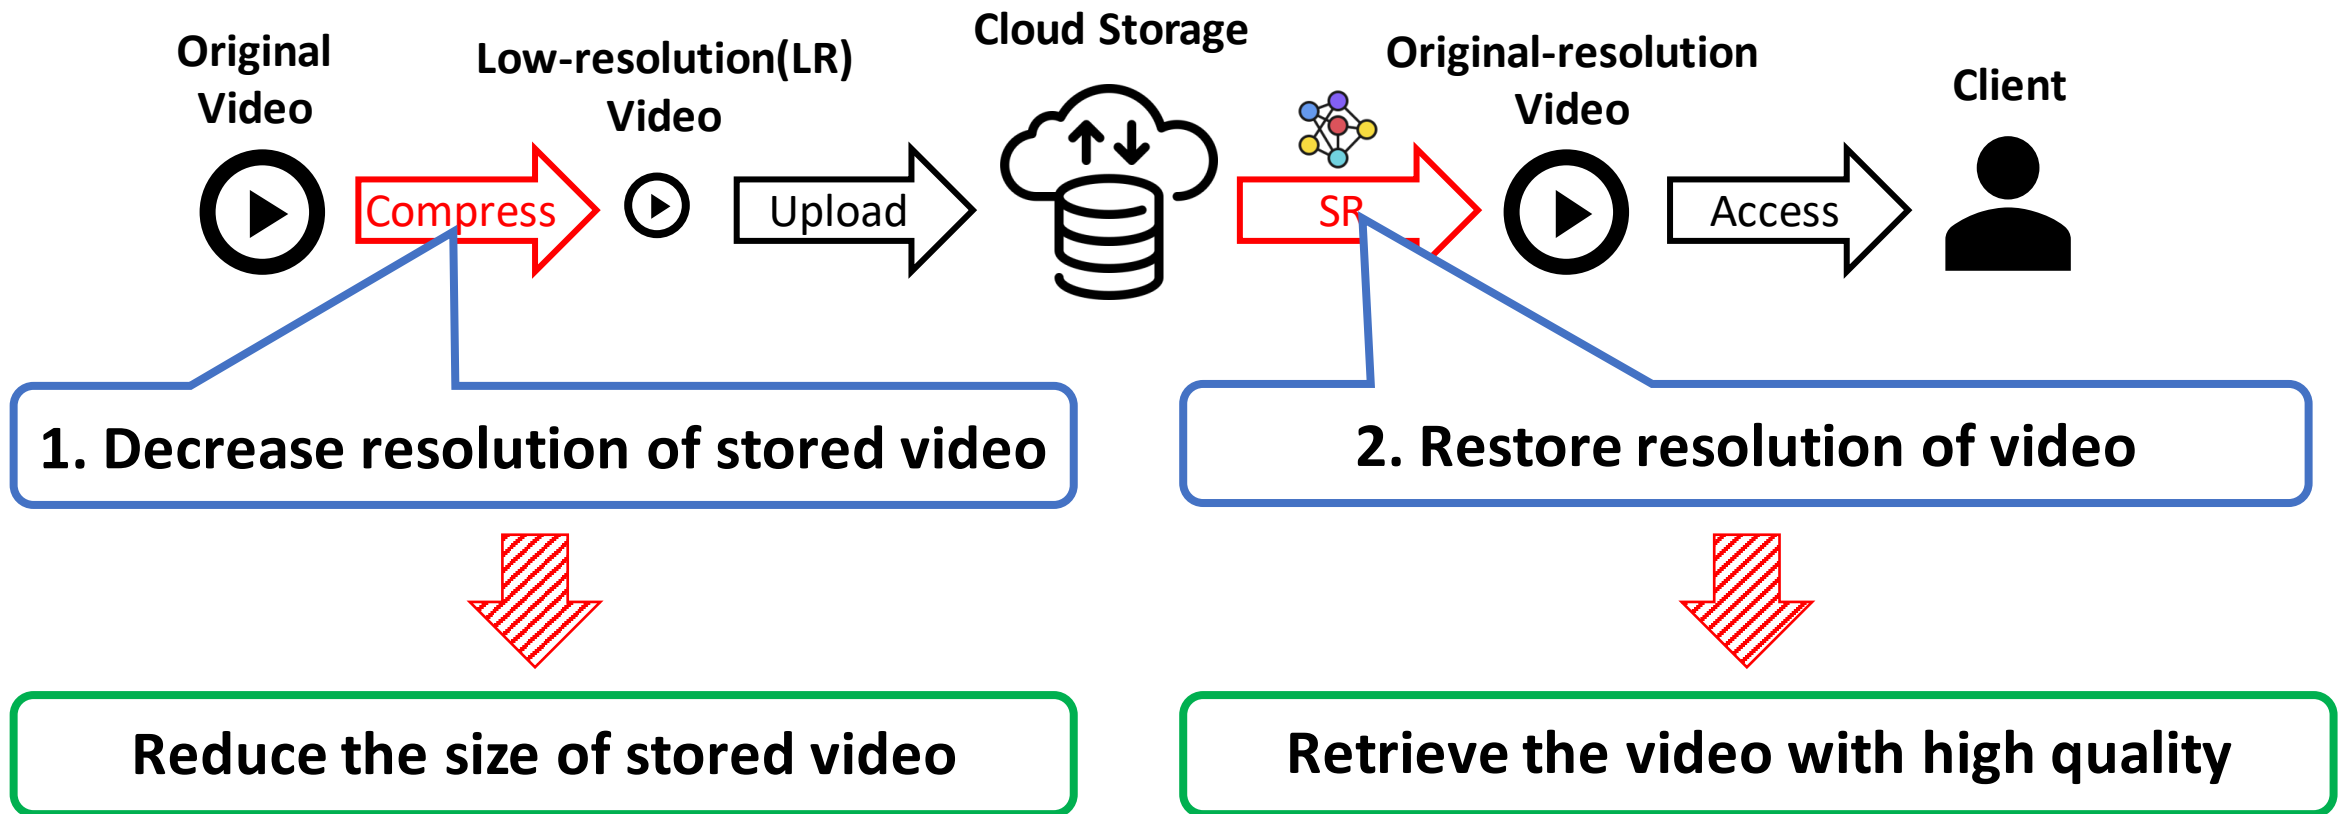 Original
Video
Low-resolution(LR)
Video
Cloud Storage
Original-resolution
Video
Client
Compress
Upload
SR
Access
1. Decrease resolution of stored video
2. Restore resolution of video
Reduce the size of stored video
Retrieve the video with high quality